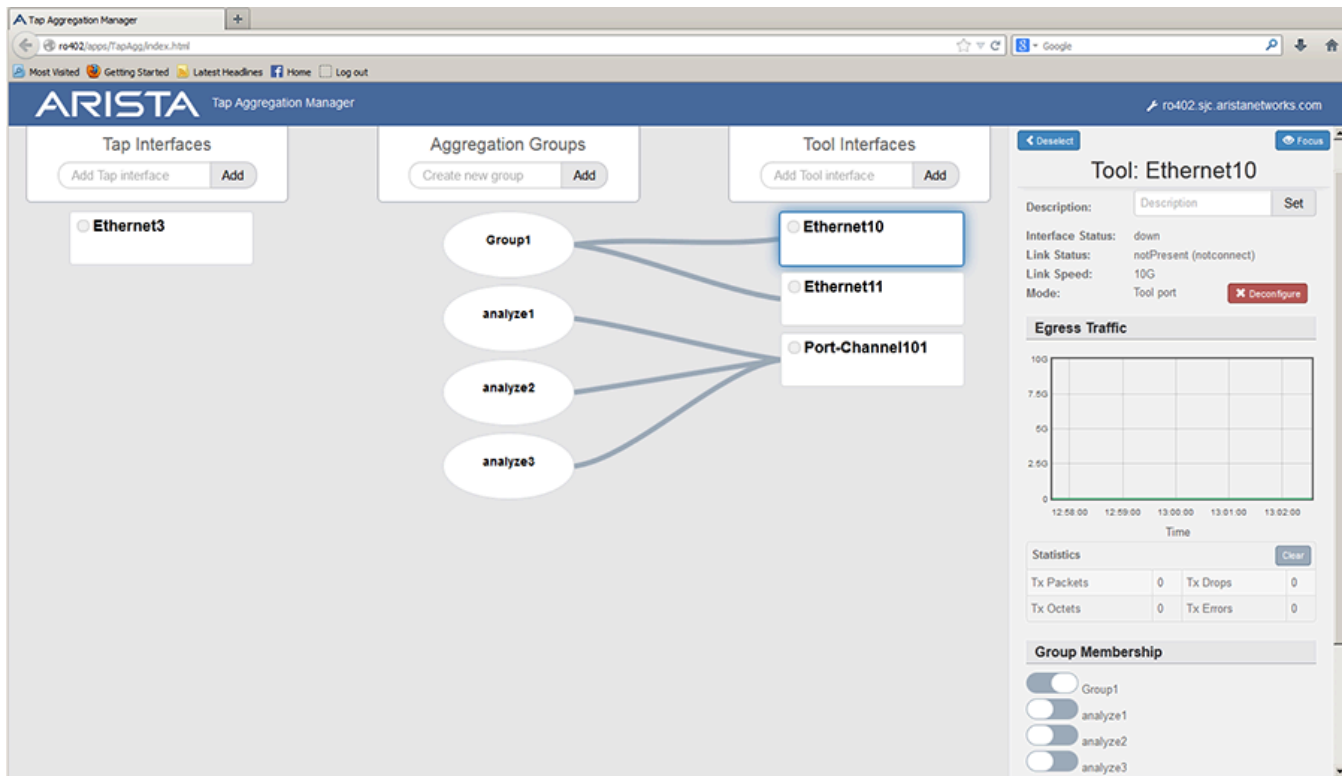 Tap Aggregation Manager
+
ro402/apps/TapAgg/index.html
8 - Google
Most Visited Getting Started Latest Headlines Home Log out
ARISTA Tap Aggregation Manager
ro402.sjc.aristanetworks.com
Tap Interfaces
Add Tap interface Add
Ethernet3
Aggregation Groups
Create new group Add
Group1
analyze1
analyze2
analyze3
Tool Interfaces
Add Tool interface Add
Ethernet10
Ethernet11
Port-Channel101
Deselect Focus
Tool: Ethernet10
Description: Description Set
Interface Status: down
Link Status: notPresent (notconnect)
Link Speed: 10G
Mode: Tool port Deconfigure
Egress Traffic
10G
7.5G
5G
2.5G
0
12:58:00 12:59:00 13:00:00 13:01:00 13:02:00
Time
Statistics Clear
Tx Packets 0 Tx Drops 0
Tx Octets 0 Tx Errors 0
Group Membership
Group1
analyze1
analyze2
analyze3